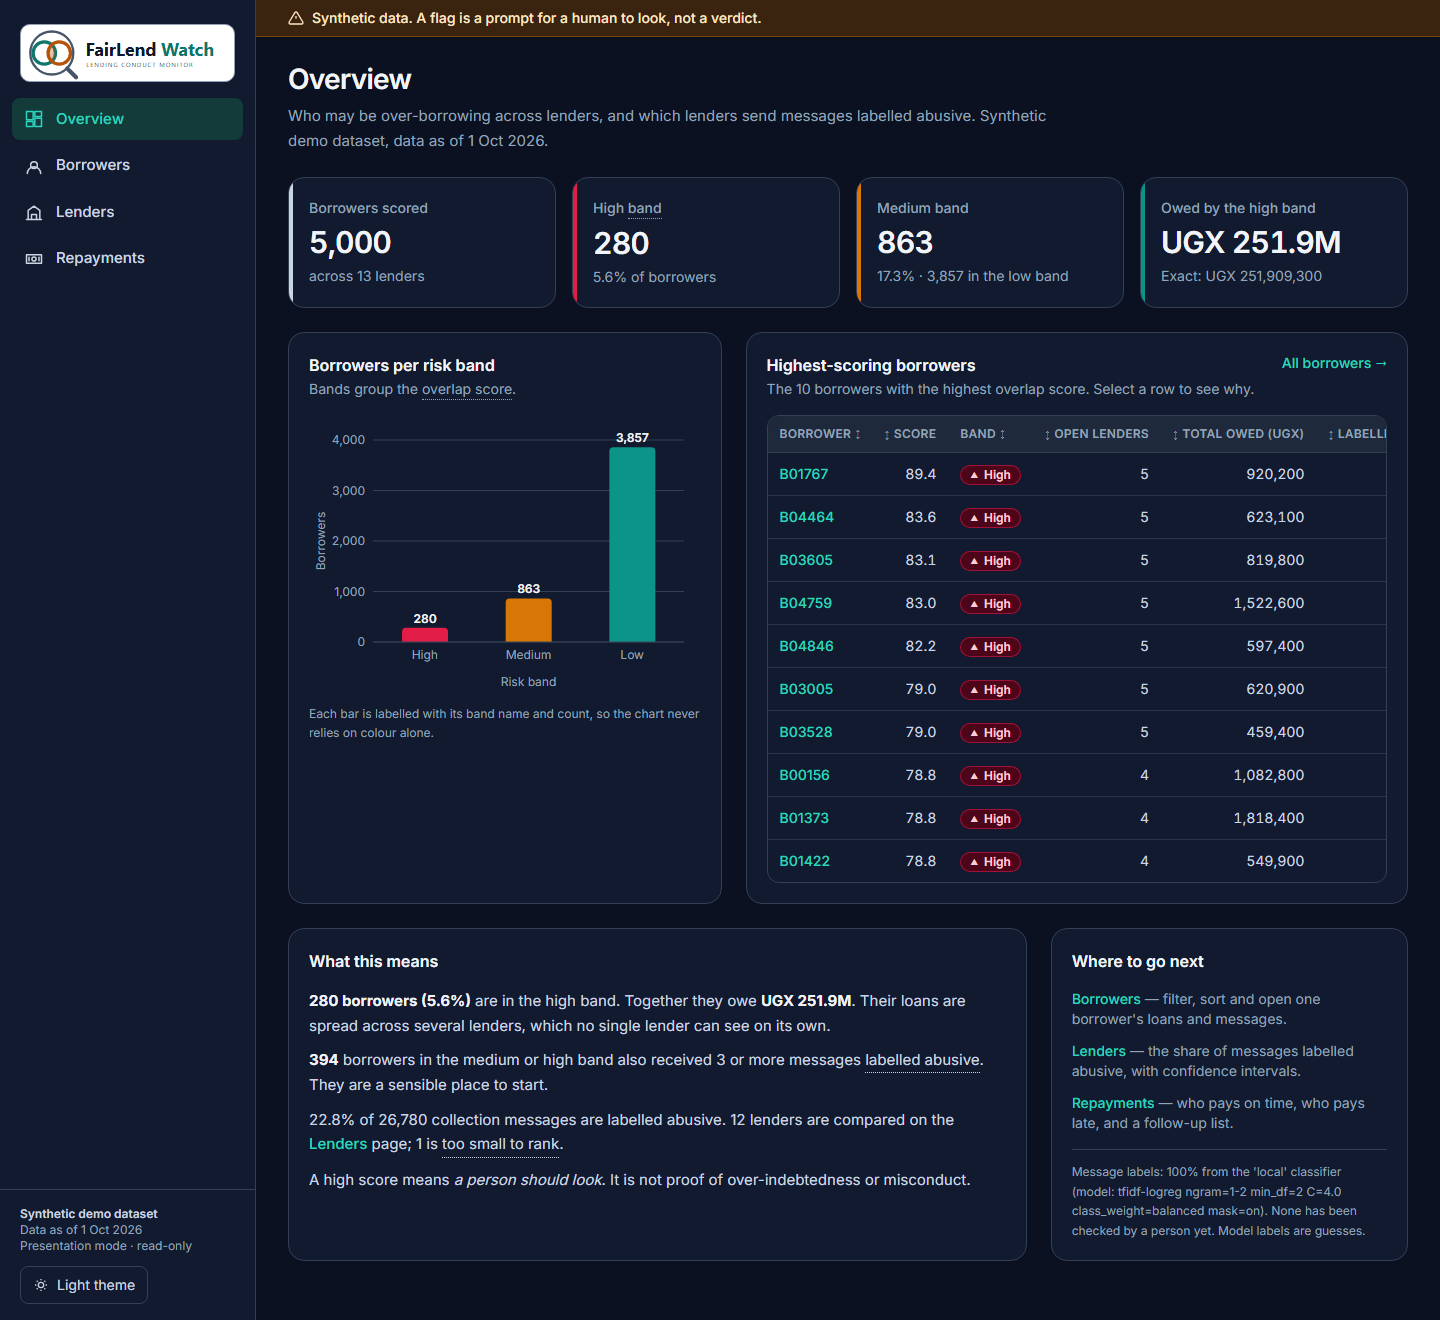 FairLend Watch
LENDING CONDUCT MONITOR
Overview
Borrowers
Lenders
Repayments
Synthetic demo dataset
Data as of 1 Oct 2026
Presentation mode · read-only
Light theme
Synthetic data. A flag is a prompt for a human to look, not a verdict.
Overview
Who may be over-borrowing across lenders, and which lenders send messages labelled abusive. Synthetic
demo dataset, data as of 1 Oct 2026.
Borrowers scored
5,000
across 13 lenders
High band
280
5.6% of borrowers
Medium band
863
17.3% · 3,857 in the low band
Owed by the high band
UGX 251.9M
Exact: UGX 251,909,300
Borrowers per risk band
Bands group the overlap score.
Borrowers
4,000
3,000
2,000
1,000
0
280
863
3,857
High
Medium
Low
Risk band
Each bar is labelled with its band name and count, so the chart never
relies on colour alone.
Highest-scoring borrowers
All borrowers →
The 10 borrowers with the highest overlap score. Select a row to see why.
BORROWER ↕ ↕ SCORE BAND ↕ ↕ OPEN LENDERS ↕ TOTAL OWED (UGX) ↕ LABELL
B01767 89.4 ▲ High 5 920,200
B04464 83.6 ▲ High 5 623,100
B03605 83.1 ▲ High 5 819,800
B04759 83.0 ▲ High 5 1,522,600
B04846 82.2 ▲ High 5 597,400
B03005 79.0 ▲ High 5 620,900
B03528 79.0 ▲ High 5 459,400
B00156 78.8 ▲ High 4 1,082,800
B01373 78.8 ▲ High 4 1,818,400
B01422 78.8 ▲ High 4 549,900
What this means
280 borrowers (5.6%) are in the high band. Together they owe UGX 251.9M. Their loans are
spread across several lenders, which no single lender can see on its own.
394 borrowers in the medium or high band also received 3 or more messages labelled abusive.
They are a sensible place to start.
22.8% of 26,780 collection messages are labelled abusive. 12 lenders are compared on the
Lenders page; 1 is too small to rank.
A high score means a person should look. It is not proof of over-indebtedness or misconduct.
Where to go next
Borrowers — filter, sort and open one
borrower's loans and messages.
Lenders — the share of messages labelled
abusive, with confidence intervals.
Repayments — who pays on time, who pays
late, and a follow-up list.
Message labels: 100% from the 'local' classifier
(model: tfidf-logreg ngram=1-2 min_df=2 C=4.0
class_weight=balanced mask=on). None has been
checked by a person yet. Model labels are guesses.